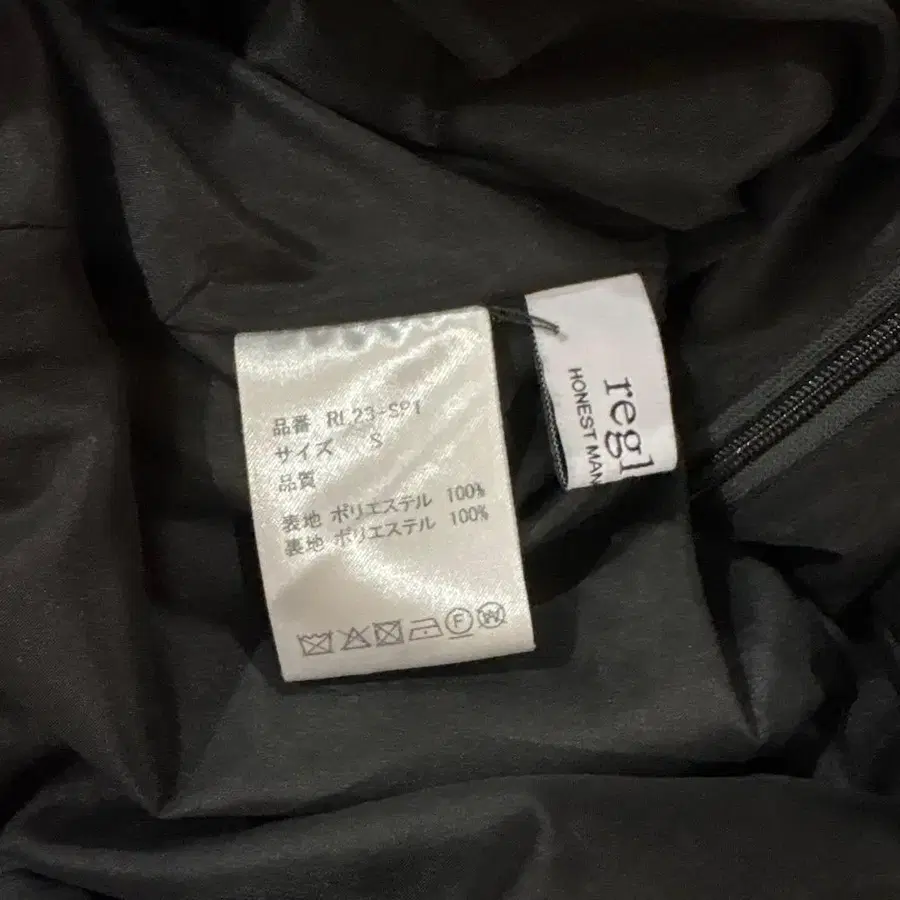 品番 RL23-SP1
サイズ S
品質
表地 ポリエステル 100%
裏地 ポリエステル 100%
F W
regl
HONEST MAN